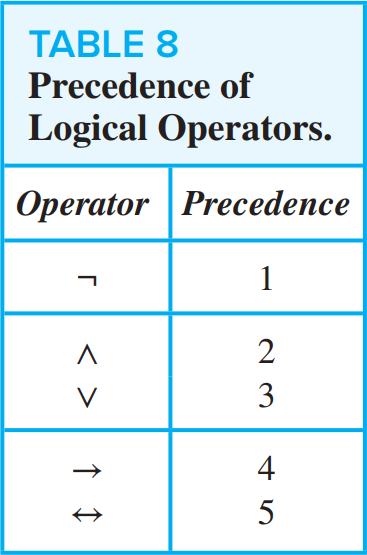 TABLE 8
Precedence of
Logical Operators.
Operator Precedence
¬ 1
∧ 2
∨ 3
→ 4
↔ 5